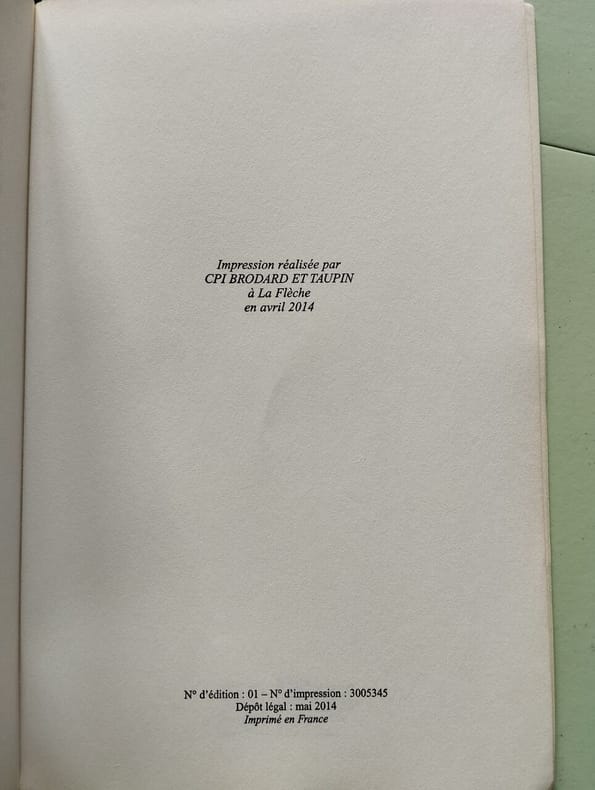 Impression réalisée par
CPI BRODARD ET TAUPIN
à La Flèche
en avril 2014
N° d'édition : 01 – N° d'impression : 3005345
Dépôt légal : mai 2014
Imprimé en France